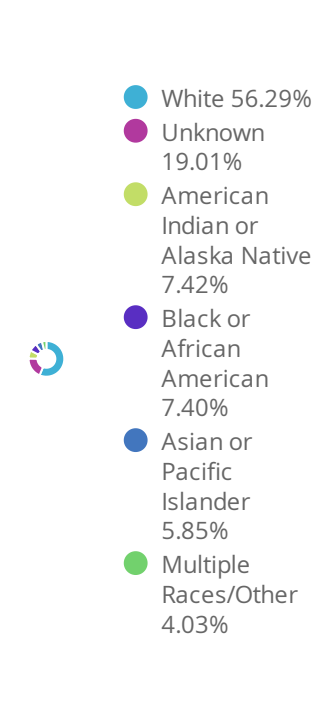 White 56.29%
Unknown
19.01%
American
Indian or
Alaska Native
7.42%
Black or
African
American
7.40%
Asian or
Pacific
Islander
5.85%
Multiple
Races/Other
4.03%